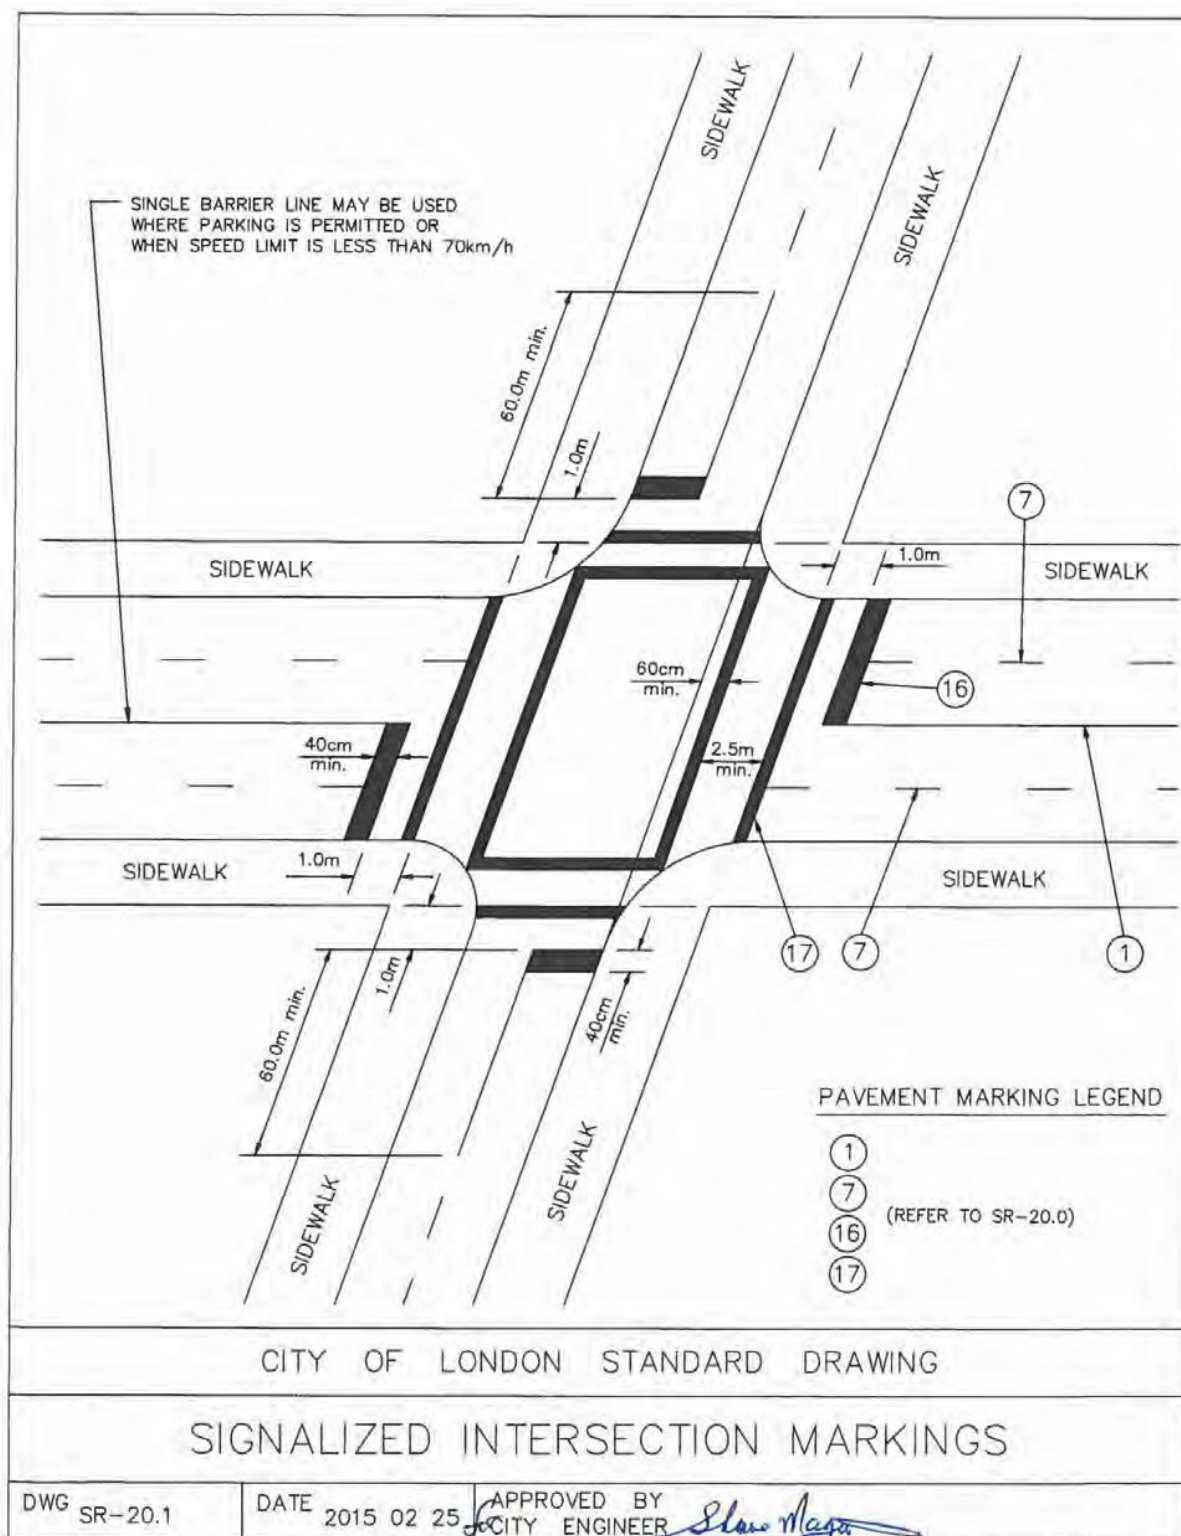 SIDEWALK
SIDEWALK
SINGLE BARRIER LINE MAY BE USED
WHERE PARKING IS PERMITTED OR
WHEN SPEED LIMIT IS LESS THAN 70km/h
60.0m min.
1.0m
7
SIDEWALK
1.0m
SIDEWALK
60cm
min.
16
40cm
min.
2.5m
min.
1.0m
SIDEWALK
SIDEWALK
17
7
1
60.0m min.
1.0m
40cm
min.
SIDEWALK
SIDEWALK
PAVEMENT MARKING LEGEND
1
7
(REFER TO SR-20.0)
16
17
CITY OF LONDON STANDARD DRAWING
SIGNALIZED INTERSECTION MARKINGS
DWG SR-20.1
DATE 2015 02 25
APPROVED BY
CITY ENGINEER